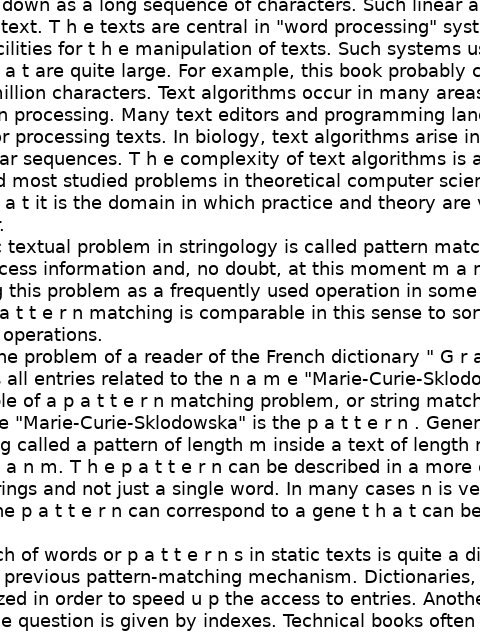 down as a long sequence of characters. Such linear a
text. T h e texts are central in "word processing" syst
cilities for t h e manipulation of texts. Such systems us
a t are quite large. For example, this book probably c
million characters. Text algorithms occur in many areas
n processing. Many text editors and programming lan
or processing texts. In biology, text algorithms arise in
ar sequences. T h e complexity of text algorithms is a
d most studied problems in theoretical computer scien
a t it is the domain in which practice and theory are v
r.
c textual problem in stringology is called pattern matc
cess information and, no doubt, at this moment m a n
g this problem as a frequently used operation in some
a t t e r n matching is comparable in this sense to sor
operations.
he problem of a reader of the French dictionary " G r a
all entries related to the n a m e "Marie-Curie-Sklodo
le of a p a t t e r n matching problem, or string match
e "Marie-Curie-Sklodowska" is the p a t t e r n . Gener
g called a pattern of length m inside a text of length n
a n m. T h e p a t t e r n can be described in a more
rings and not just a single word. In many cases n is ve
he p a t t e r n can correspond to a gene t h a t can be
ch of words or p a t t e r n s in static texts is quite a di
previous pattern-matching mechanism. Dictionaries,
zed in order to speed u p the access to entries. Anothe
e question is given by indexes. Technical books often